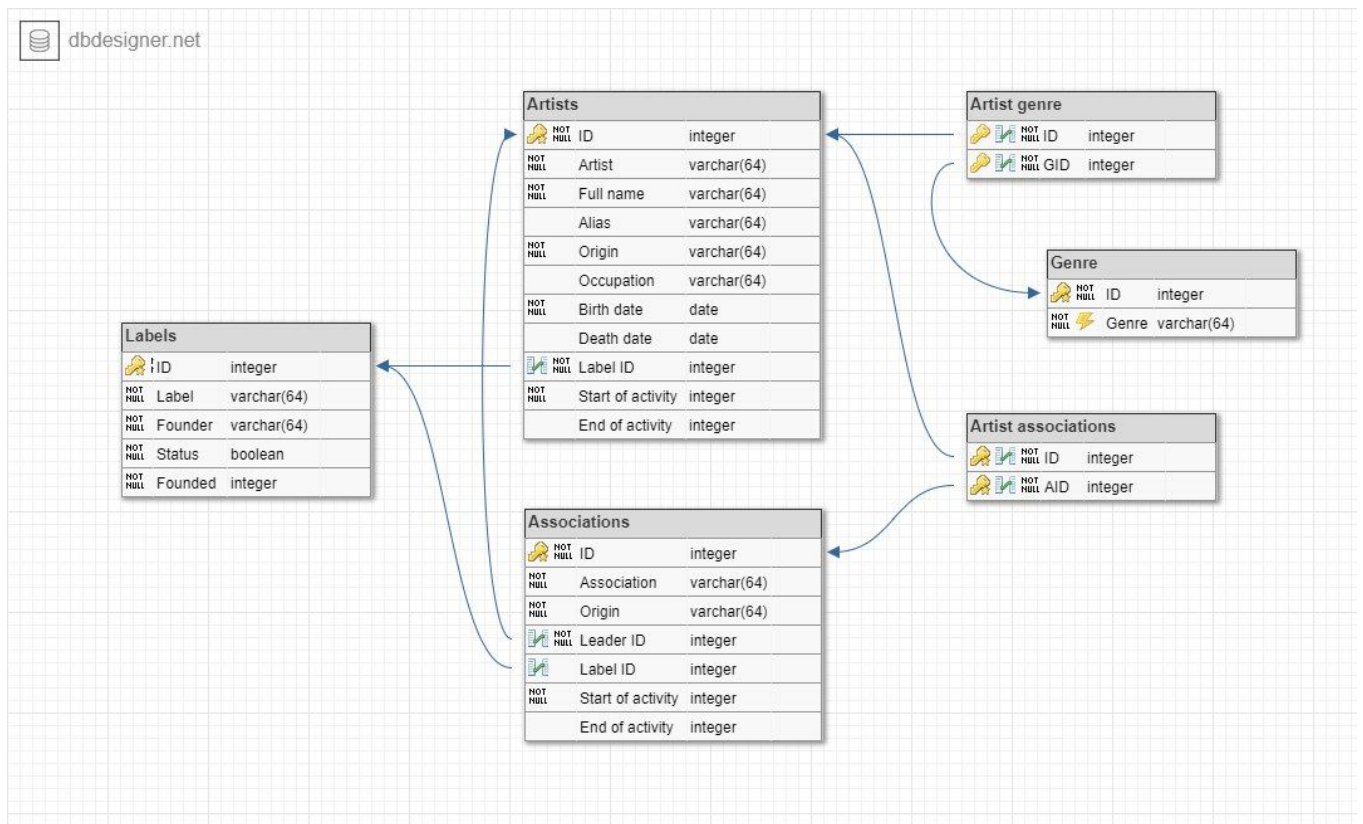 dbdesigner.net
Artists
NOT NULL ID integer
NOT NULL Artist varchar(64)
NOT NULL Full name varchar(64)
Alias varchar(64)
NOT NULL Origin varchar(64)
Occupation varchar(64)
NOT NULL Birth date date
Death date date
NOT NULL Label ID integer
NOT NULL Start of activity integer
End of activity integer
Artist genre
NOT NULL ID integer
NOT NULL GID integer
Genre
NOT NULL ID integer
NOT NULL Genre varchar(64)
Labels
ID integer
NOT NULL Label varchar(64)
NOT NULL Founder varchar(64)
NOT NULL Status boolean
NOT NULL Founded integer
Artist associations
NOT NULL ID integer
NOT NULL AID integer
Associations
NOT NULL ID integer
NOT NULL Association varchar(64)
NOT NULL Origin varchar(64)
NOT NULL Leader ID integer
Label ID integer
NOT NULL Start of activity integer
End of activity integer